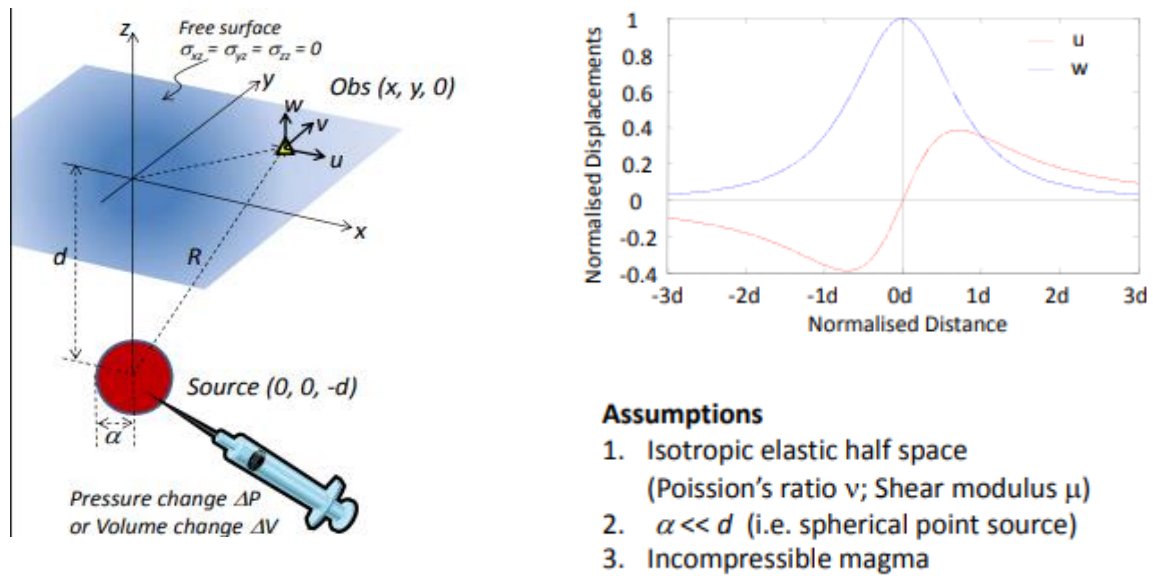 z
Free surface
σxz = σyz = σzz = 0
y
Obs (x, y, 0)
w
v
u
x
d
R
Source (0, 0, -d)
α
Pressure change ΔP
or Volume change ΔV
Normalised Displacements
1
0.8
0.6
0.4
0.2
0
-0.2
-0.4
u
w
-3d -2d -1d 0d 1d 2d 3d
Normalised Distance
Assumptions
1. Isotropic elastic half space
(Poission's ratio ν; Shear modulus μ)
2. α << d (i.e. spherical point source)
3. Incompressible magma